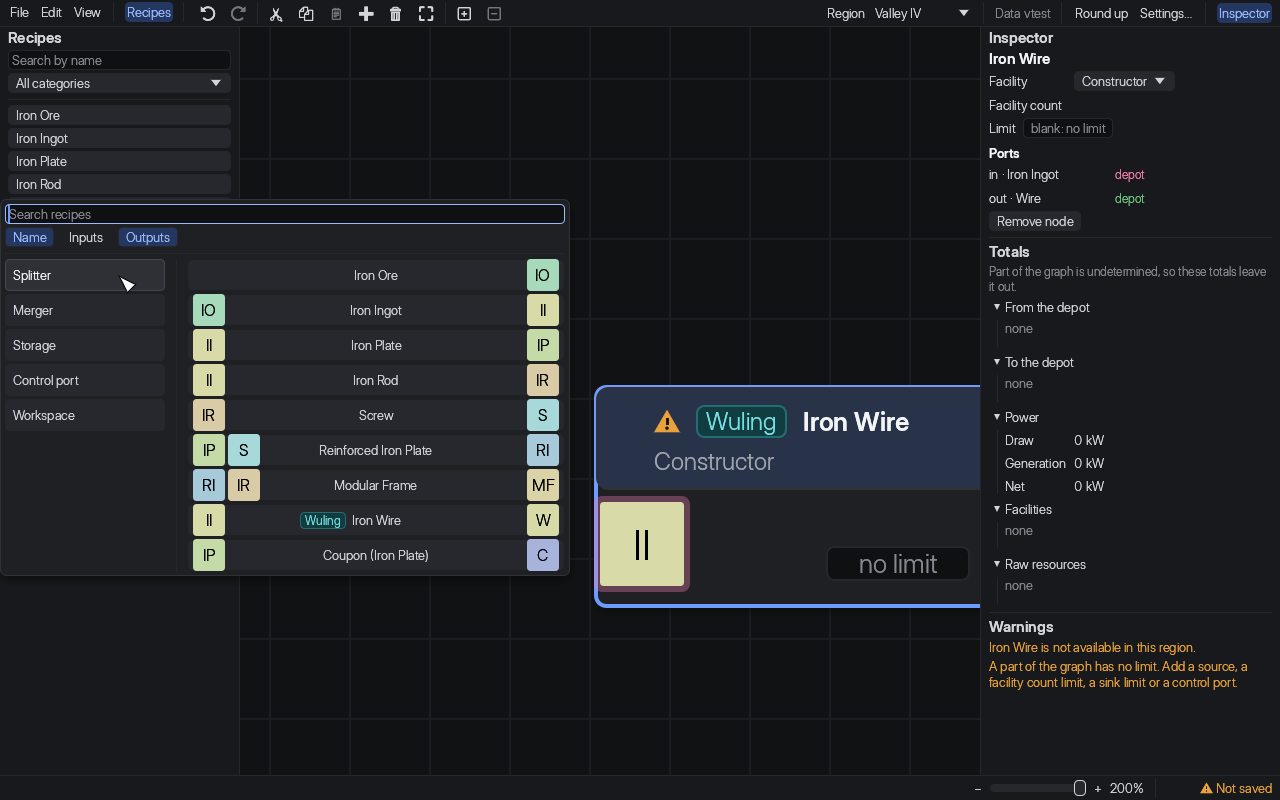 File Edit View Recipes Region Valley IV Data vtest Round up Settings... Inspector
Recipes
Search by name
All categories
Iron Ore
Iron Ingot
Iron Plate
Iron Rod
Search recipes
Name Inputs Outputs
Splitter
Merger
Storage
Control port
Workspace
Iron Ore IO
IO Iron Ingot II
II Iron Plate IP
II Iron Rod IR
IR Screw S
IP S Reinforced Iron Plate RI
RI IR Modular Frame MF
II Wuling Iron Wire W
IP Coupon (Iron Plate) C
Wuling Iron Wire
Constructor
II
no limit
Inspector
Iron Wire
Facility Constructor
Facility count
Limit blank: no limit
Ports
in · Iron Ingot depot
out · Wire depot
Remove node
Totals
Part of the graph is undetermined, so these totals leave
it out.
From the depot
none
To the depot
none
Power
Draw 0 kW
Generation 0 kW
Net 0 kW
Facilities
none
Raw resources
none
Warnings
Iron Wire is not available in this region.
A part of the graph has no limit. Add a source, a
facility count limit, a sink limit or a control port.
− + 200% Not saved